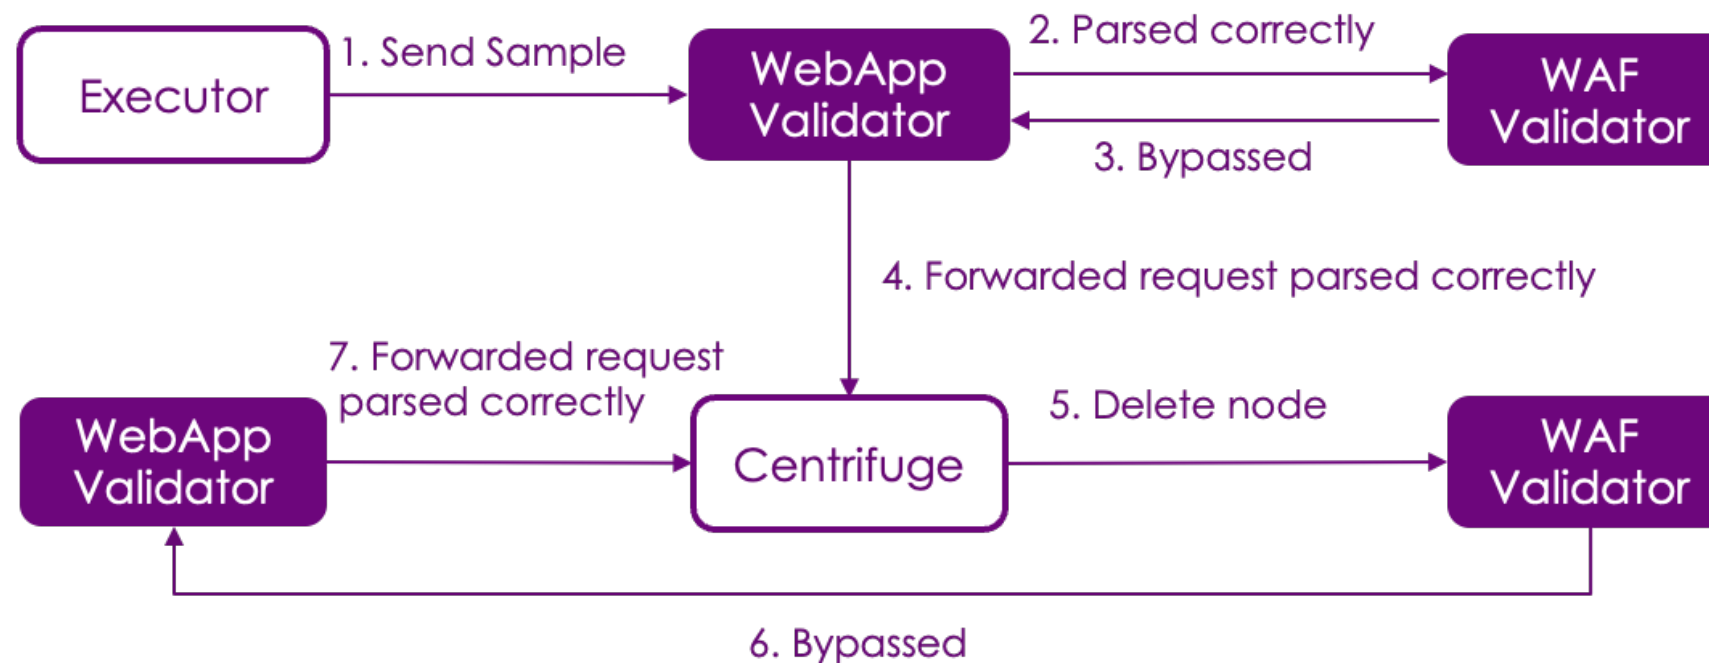 Executor
1. Send Sample
WebApp
Validator
2. Parsed correctly
3. Bypassed
WAF
Validator
4. Forwarded request parsed correctly
7. Forwarded request
parsed correctly
WebApp
Validator
Centrifuge
5. Delete node
WAF
Validator
6. Bypassed